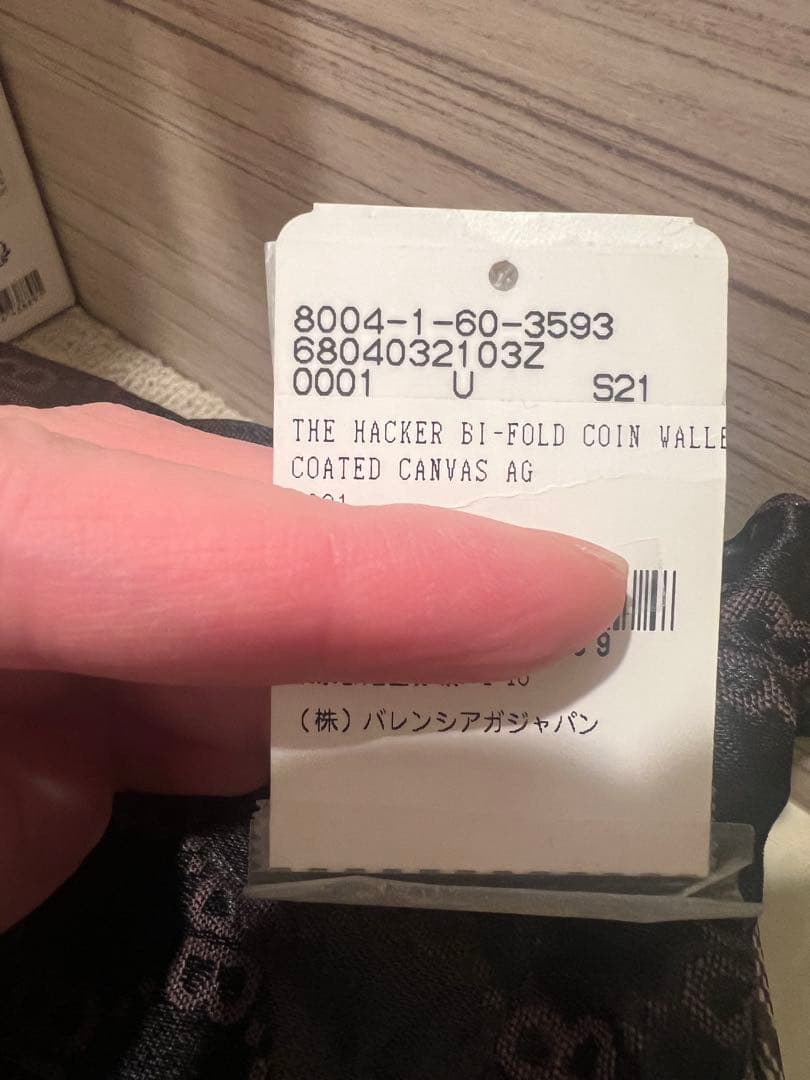 8004-1-60-3593
6804032103Z
0001 U S21
THE HACKER BI-FOLD COIN WALLE
COATED CANVAS AG
9
(株)バレンシアガジャパン